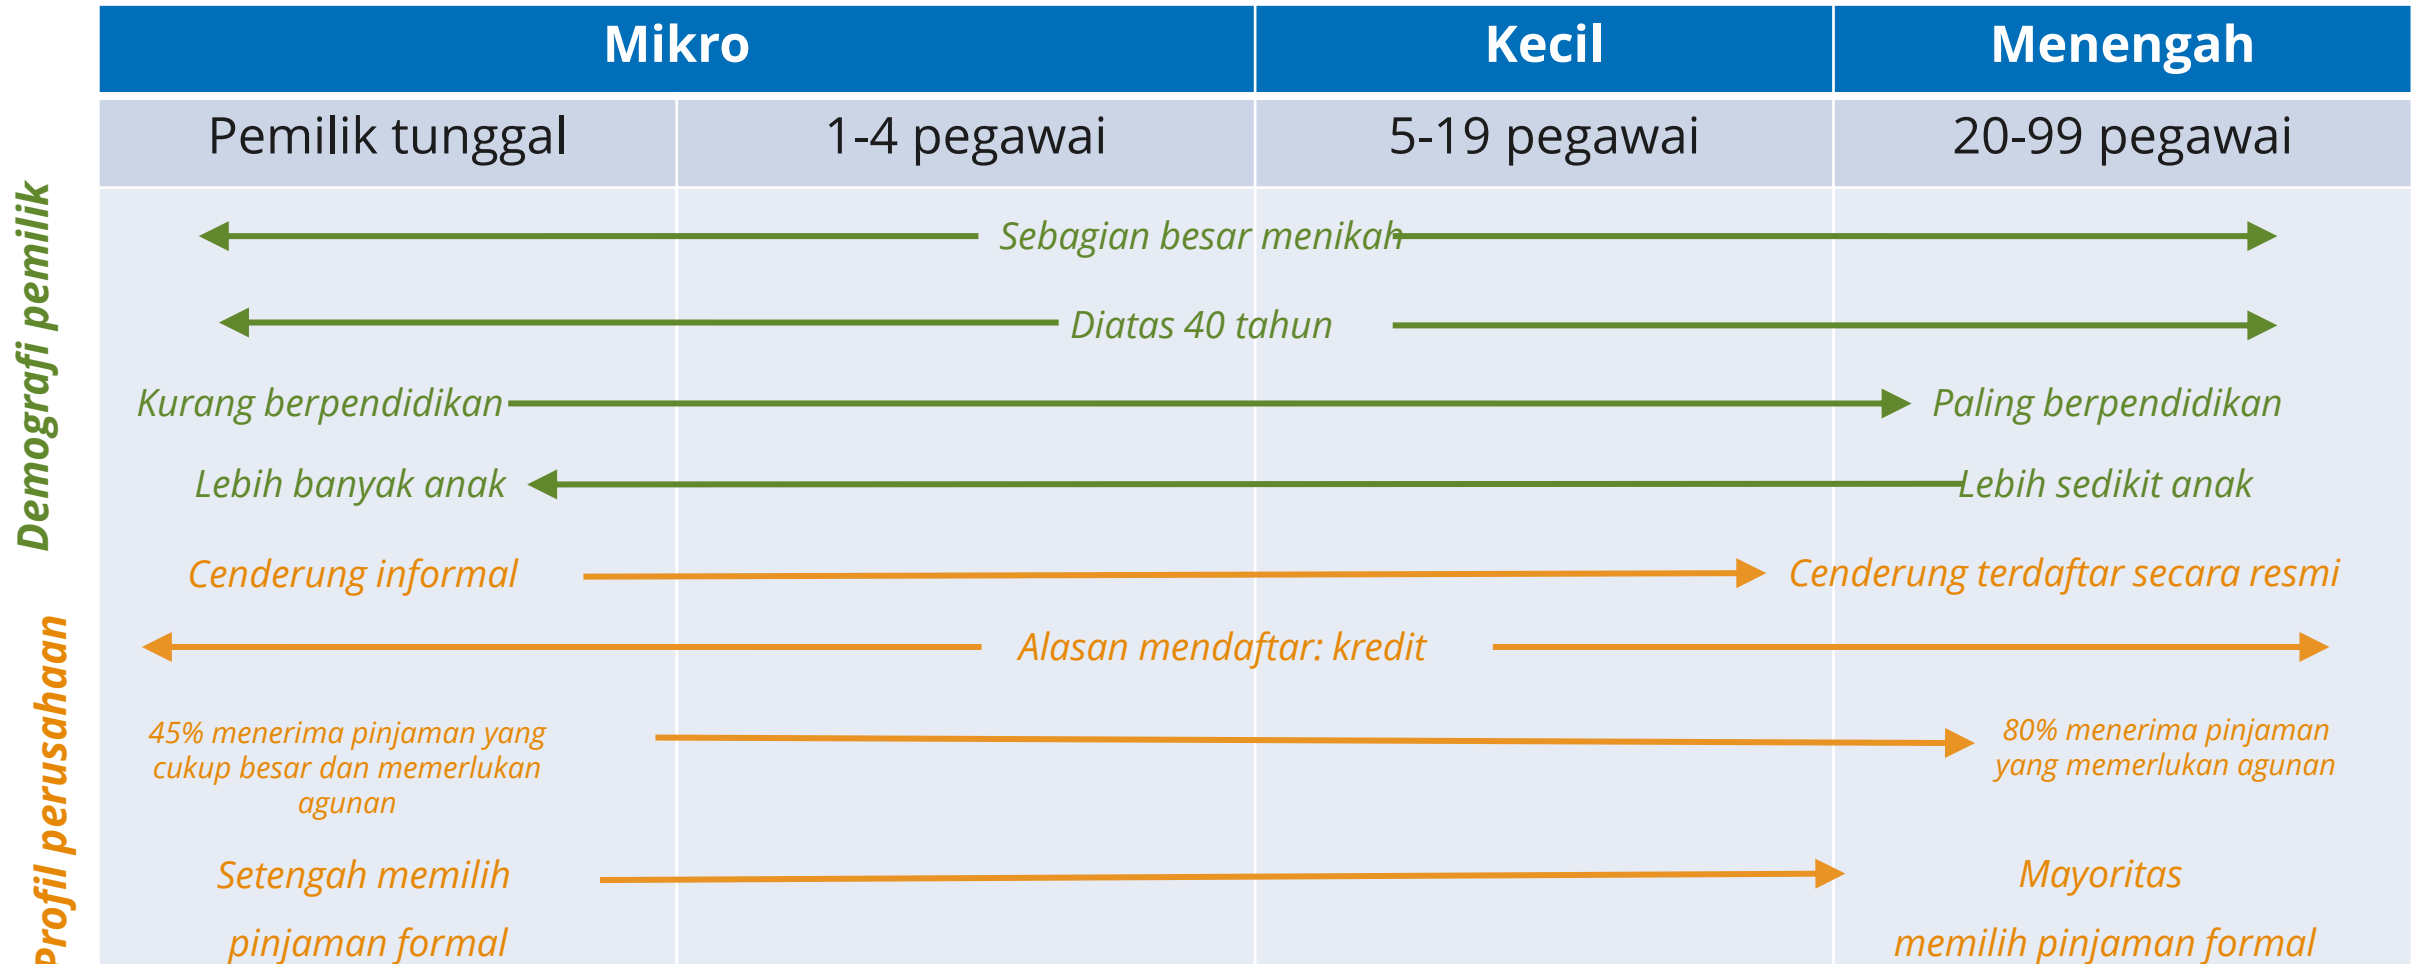 Mikro
Kecil
Menengah
Pemilik tunggal
1-4 pegawai
5-19 pegawai
20-99 pegawai
Demografi pemilik
Sebagian besar menikah
Diatas 40 tahun
Kurang berpendidikan
Paling berpendidikan
Lebih banyak anak
Lebih sedikit anak
Profil perusahaan
Cenderung informal
Cenderung terdaftar secara resmi
Alasan mendaftar: kredit
45% menerima pinjaman yang
cukup besar dan memerlukan
agunan
80% menerima pinjaman
yang memerlukan agunan
Setengah memilih
pinjaman formal
Mayoritas
memilih pinjaman formal